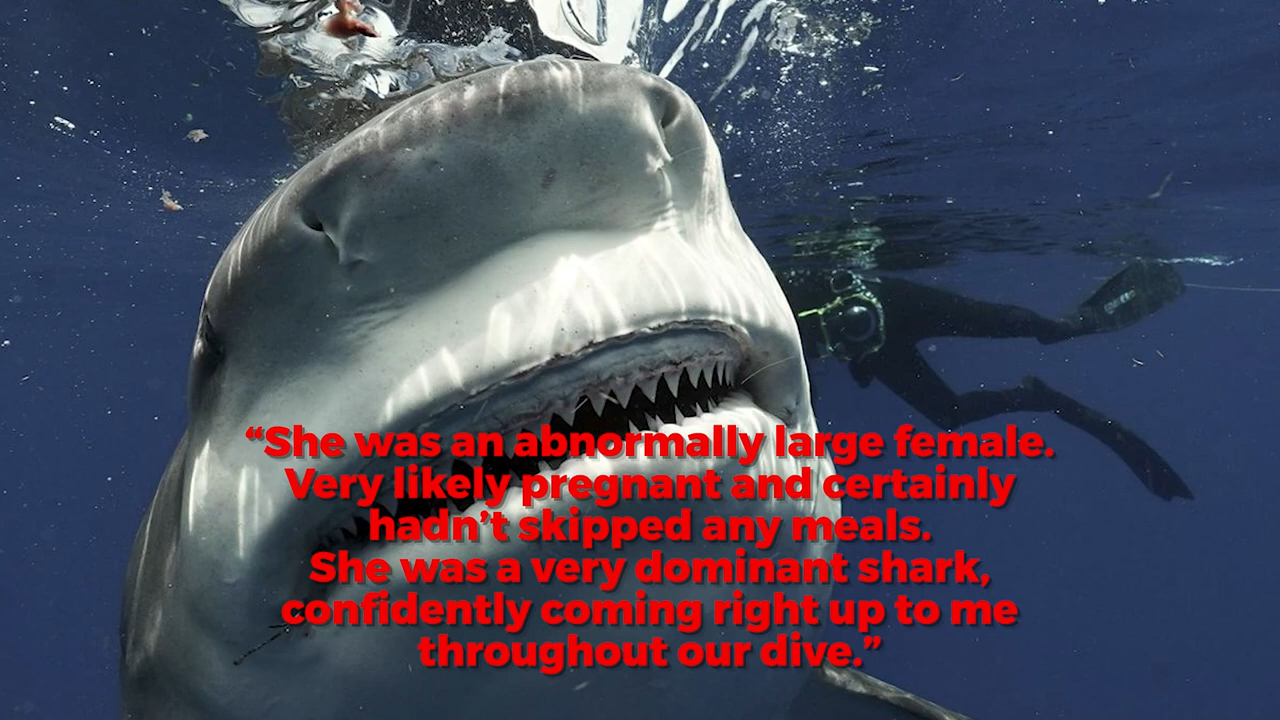 “She was an abnormally large female.
Very likely pregnant and certainly
hadn’t skipped any meals.
She was a very dominant shark,
confidently coming right up to me
throughout our dive.”